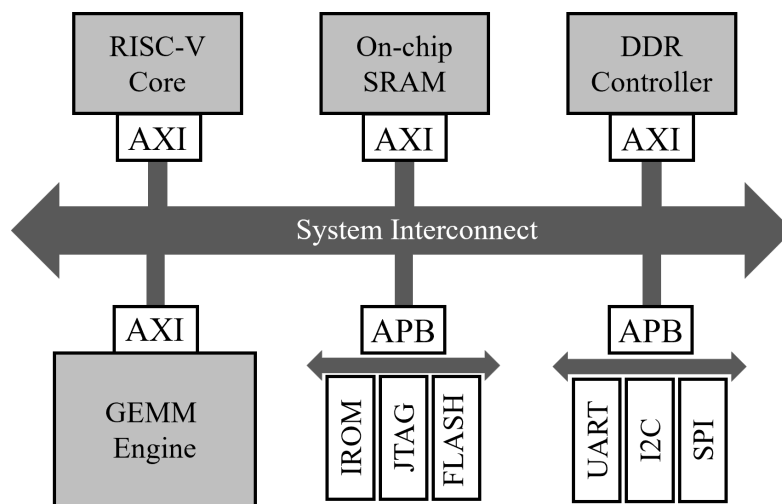 RISC-V
Core
On-chip
SRAM
DDR
Controller
AXI
AXI
AXI
System Interconnect
AXI
APB
APB
GEMM
Engine
IROM
JTAG
FLASH
UART
I2C
SPI